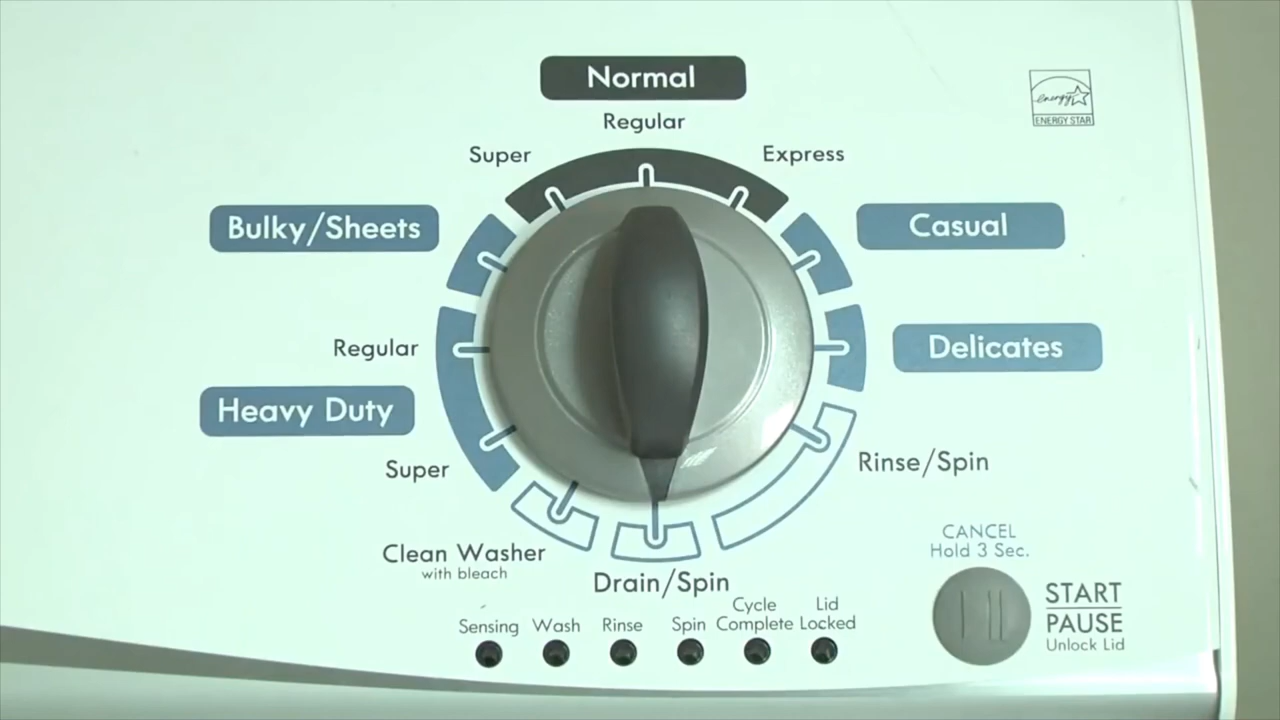 Normal
Regular
Super
Express
Bulky/Sheets
Casual
Regular
Delicates
Heavy Duty
Super
Rinse/Spin
Clean Washer
with bleach
Drain/Spin
Sensing
Wash
Rinse
Spin
Cycle
Complete
Lid
Locked
CANCEL
Hold 3 Sec.
START
PAUSE
Unlock Lid
energy
ENERGY STAR